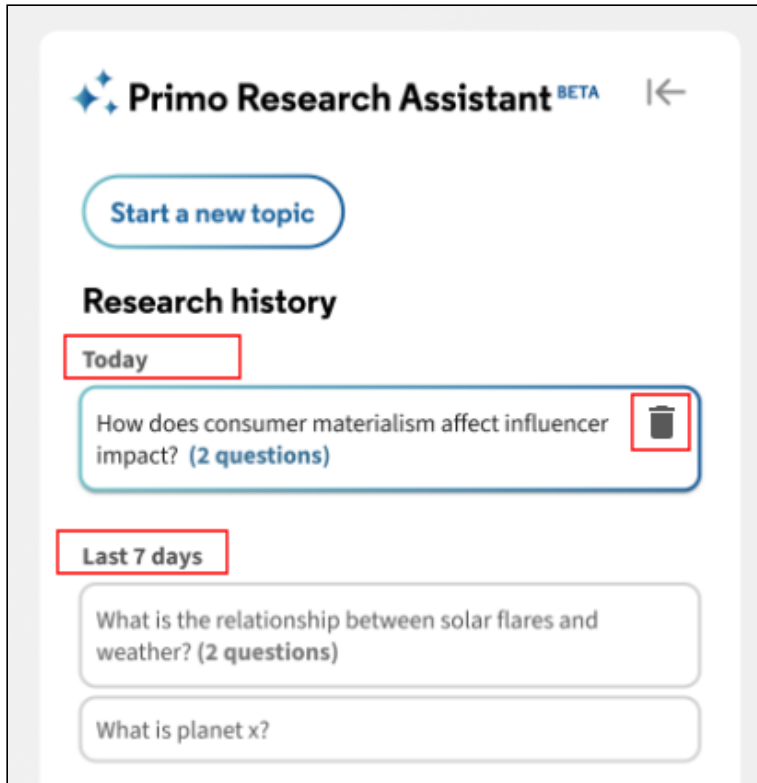 Primo Research Assistant BETA
Start a new topic
Research history
Today
How does consumer materialism affect influencer
impact? (2 questions)
Last 7 days
What is the relationship between solar flares and
weather? (2 questions)
What is planet x?